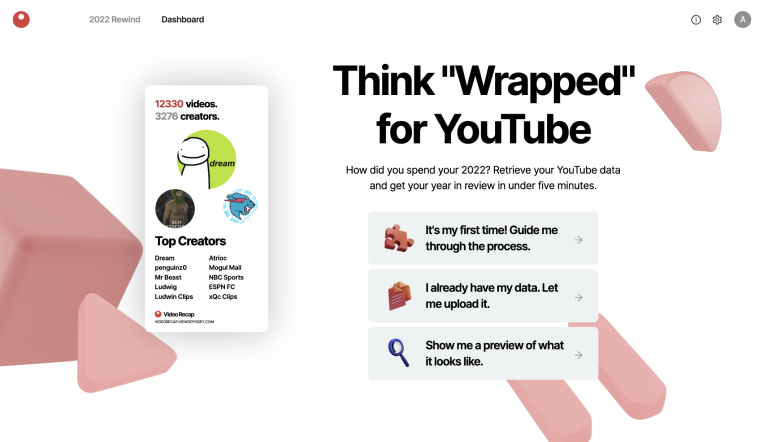 2022 Rewind
Dashboard
A
12330 videos.
3276 creators.
dream
Top Creators
Dream
penguinz0
Mr Beast
Ludwig
Ludwin Clips
Atrioc
Mogul Mail
NBC Sports
ESPN FC
xQc Clips
Video Recap
VIDEORECAP.VIEWODYSSEY.COM
Think "Wrapped"
for YouTube
How did you spend your 2022? Retrieve your YouTube data
and get your year in review in under five minutes.
It's my first time! Guide me
through the process.
I already have my data. Let
me upload it.
Show me a preview of what
it looks like.